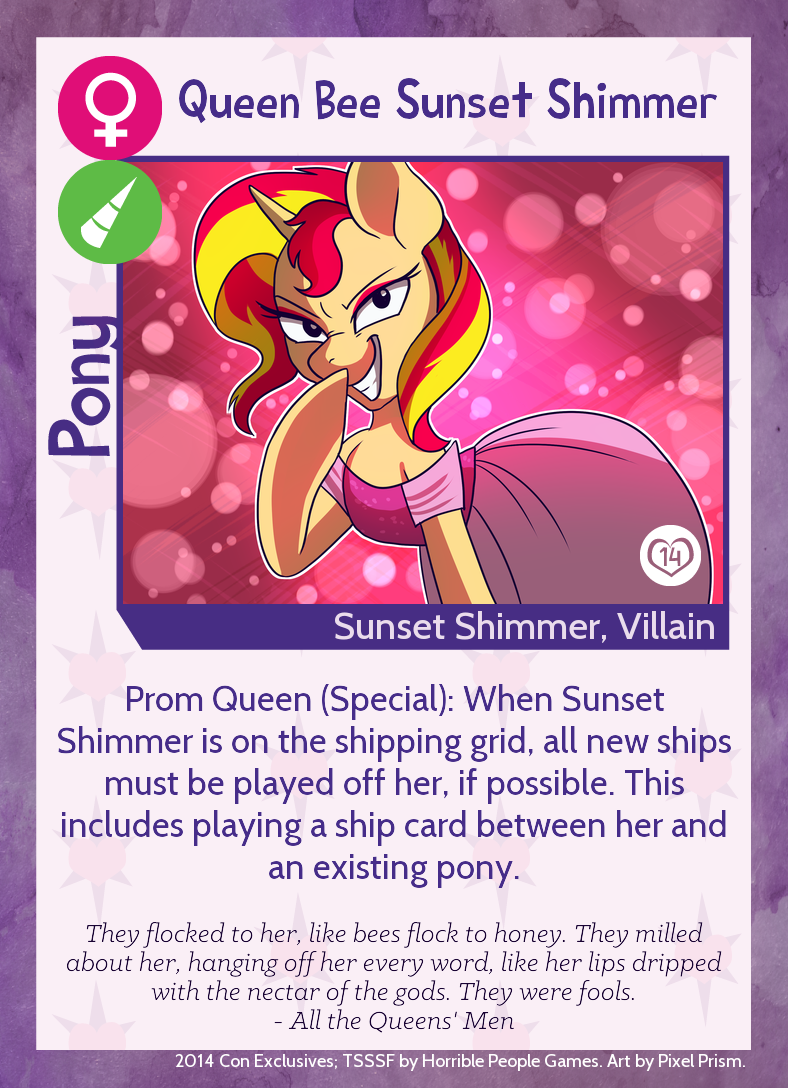 Queen Bee Sunset Shimmer
Pony
14
Sunset Shimmer, Villain
Prom Queen (Special): When Sunset
Shimmer is on the shipping grid, all new ships
must be played off her, if possible. This
includes playing a ship card between her and
an existing pony.
They flocked to her, like bees flock to honey. They milled
about her, hanging off her every word, like her lips dripped
with the nectar of the gods. They were fools.
- All the Queens' Men
2014 Con Exclusives; TSSSF by Horrible People Games. Art by Pixel Prism.